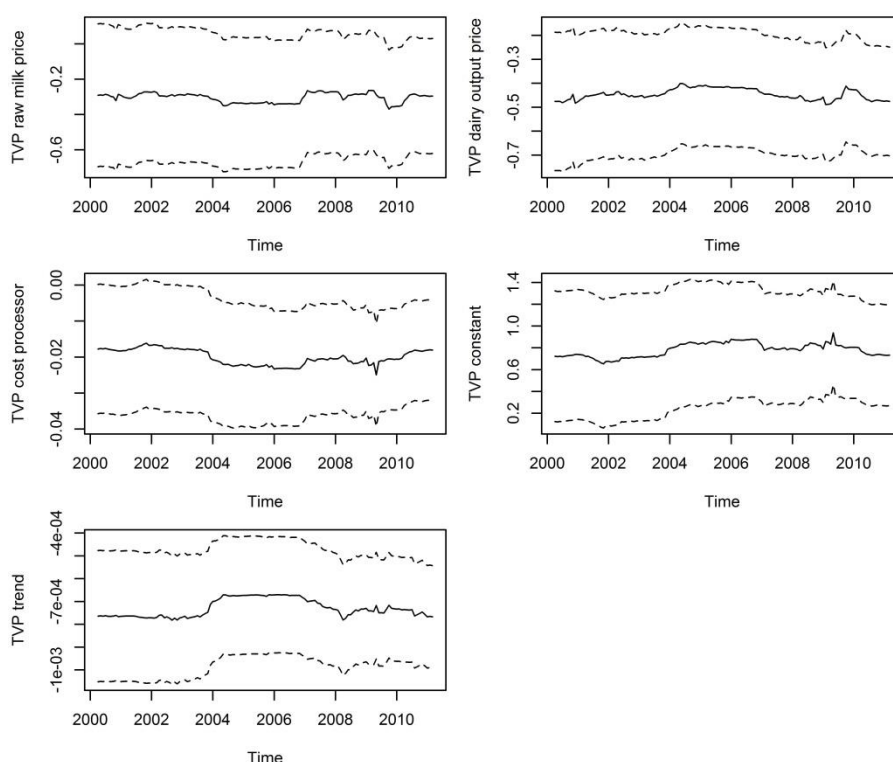 TVP raw milk price
-0.2
-0.6
2000 2002 2004 2006 2008 2010
Time
TVP dairy output price
-0.3
-0.5
-0.7
2000 2002 2004 2006 2008 2010
Time
TVP cost processor
0.00
-0.02
-0.04
2000 2002 2004 2006 2008 2010
Time
TVP constant
1.4
1.0
0.6
0.2
2000 2002 2004 2006 2008 2010
Time
TVP trend
-4e-04
-7e-04
-1e-03
2000 2002 2004 2006 2008 2010
Time